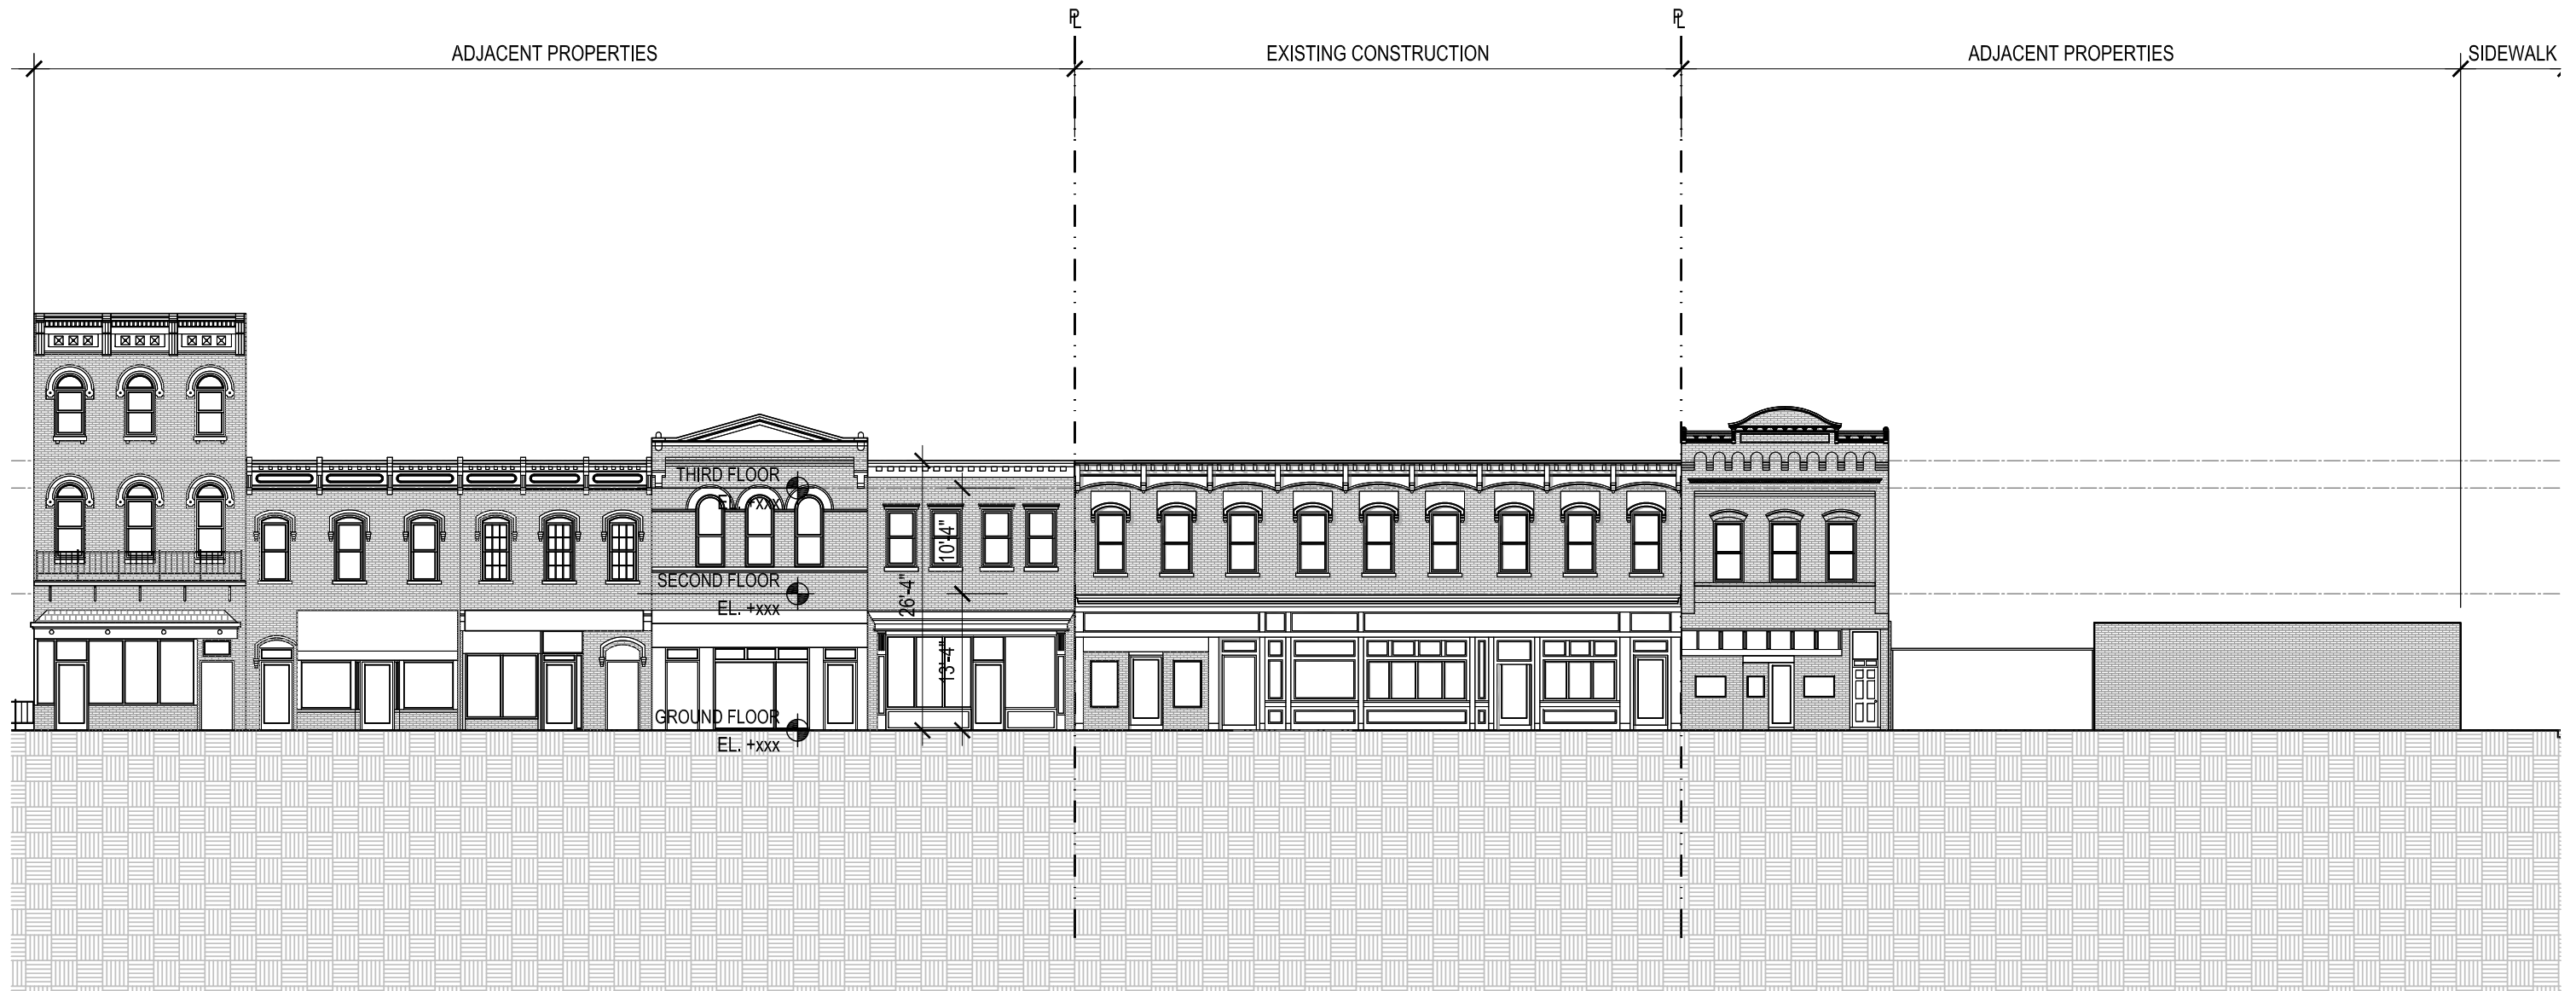 PL
PL
ADJACENT PROPERTIES
EXISTING CONSTRUCTION
ADJACENT PROPERTIES
SIDEWALK
THIRD FLOOR
EL. +xxx
10'-4"
SECOND FLOOR
EL. +xxx
26'-4"
13'-4"
GROUND FLOOR
EL. +xxx